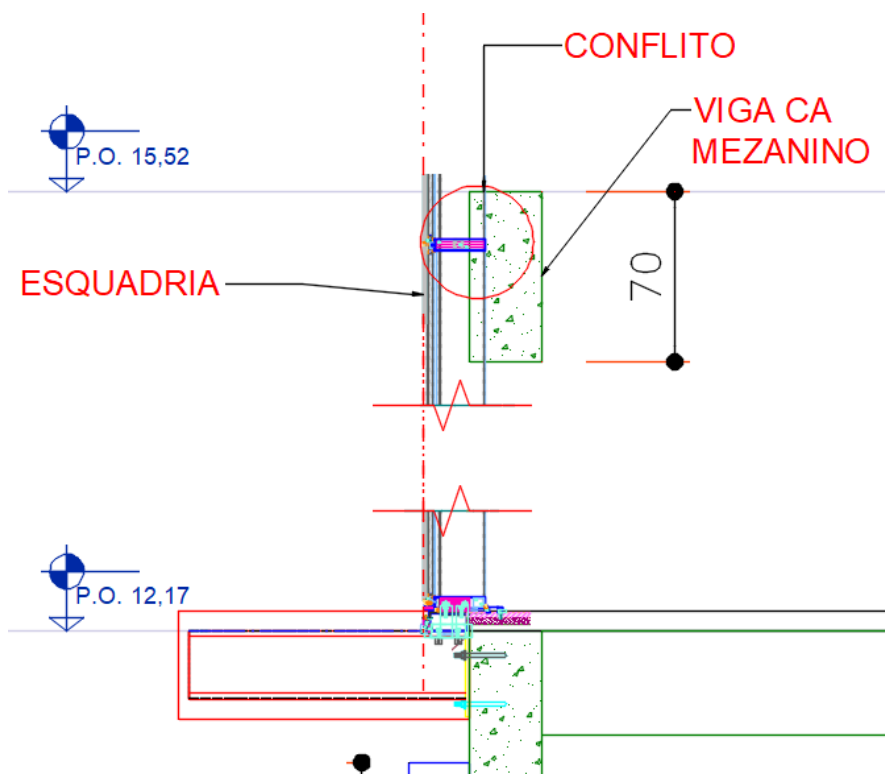 CONFLITO
VIGA CA
MEZANINO
P.O. 15,52
ESQUADRIA
70
P.O. 12,17